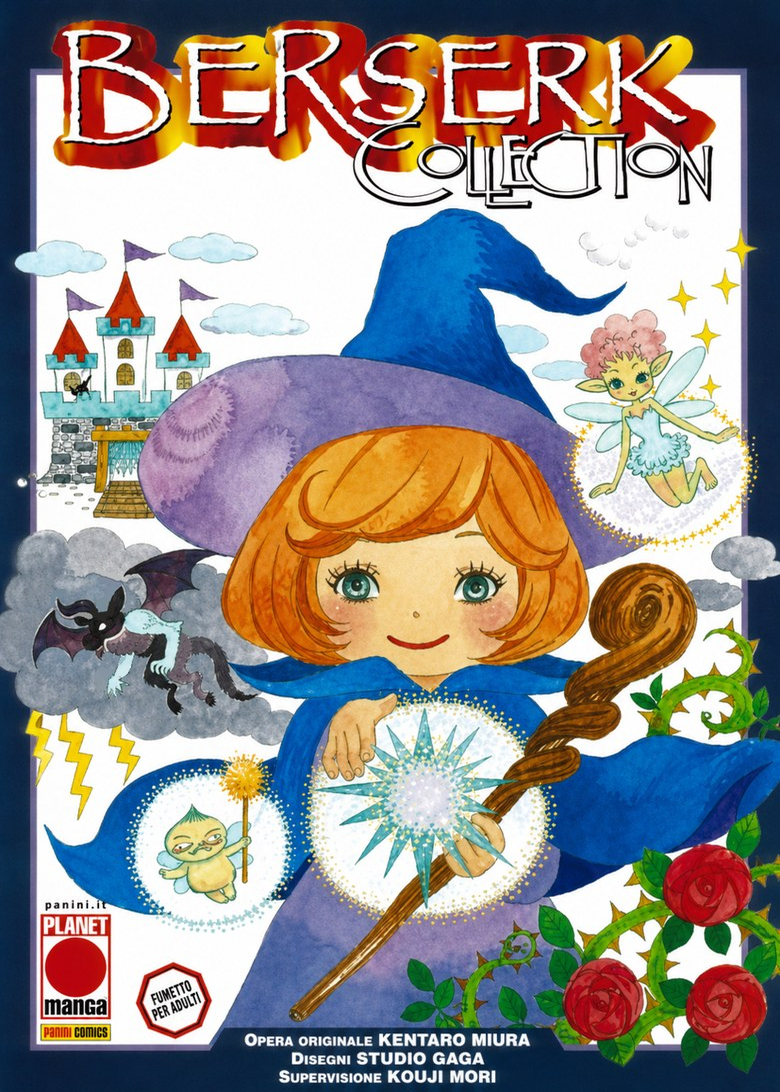 BERSERK
COLLECTION
panini.it
PLANET
manga
PANINI COMICS
FUMETTO
PER ADULTI
OPERA ORIGINALE KENTARO MIURA
DISEGNI STUDIO GAGA
SUPERVISIONE KOUJI MORI